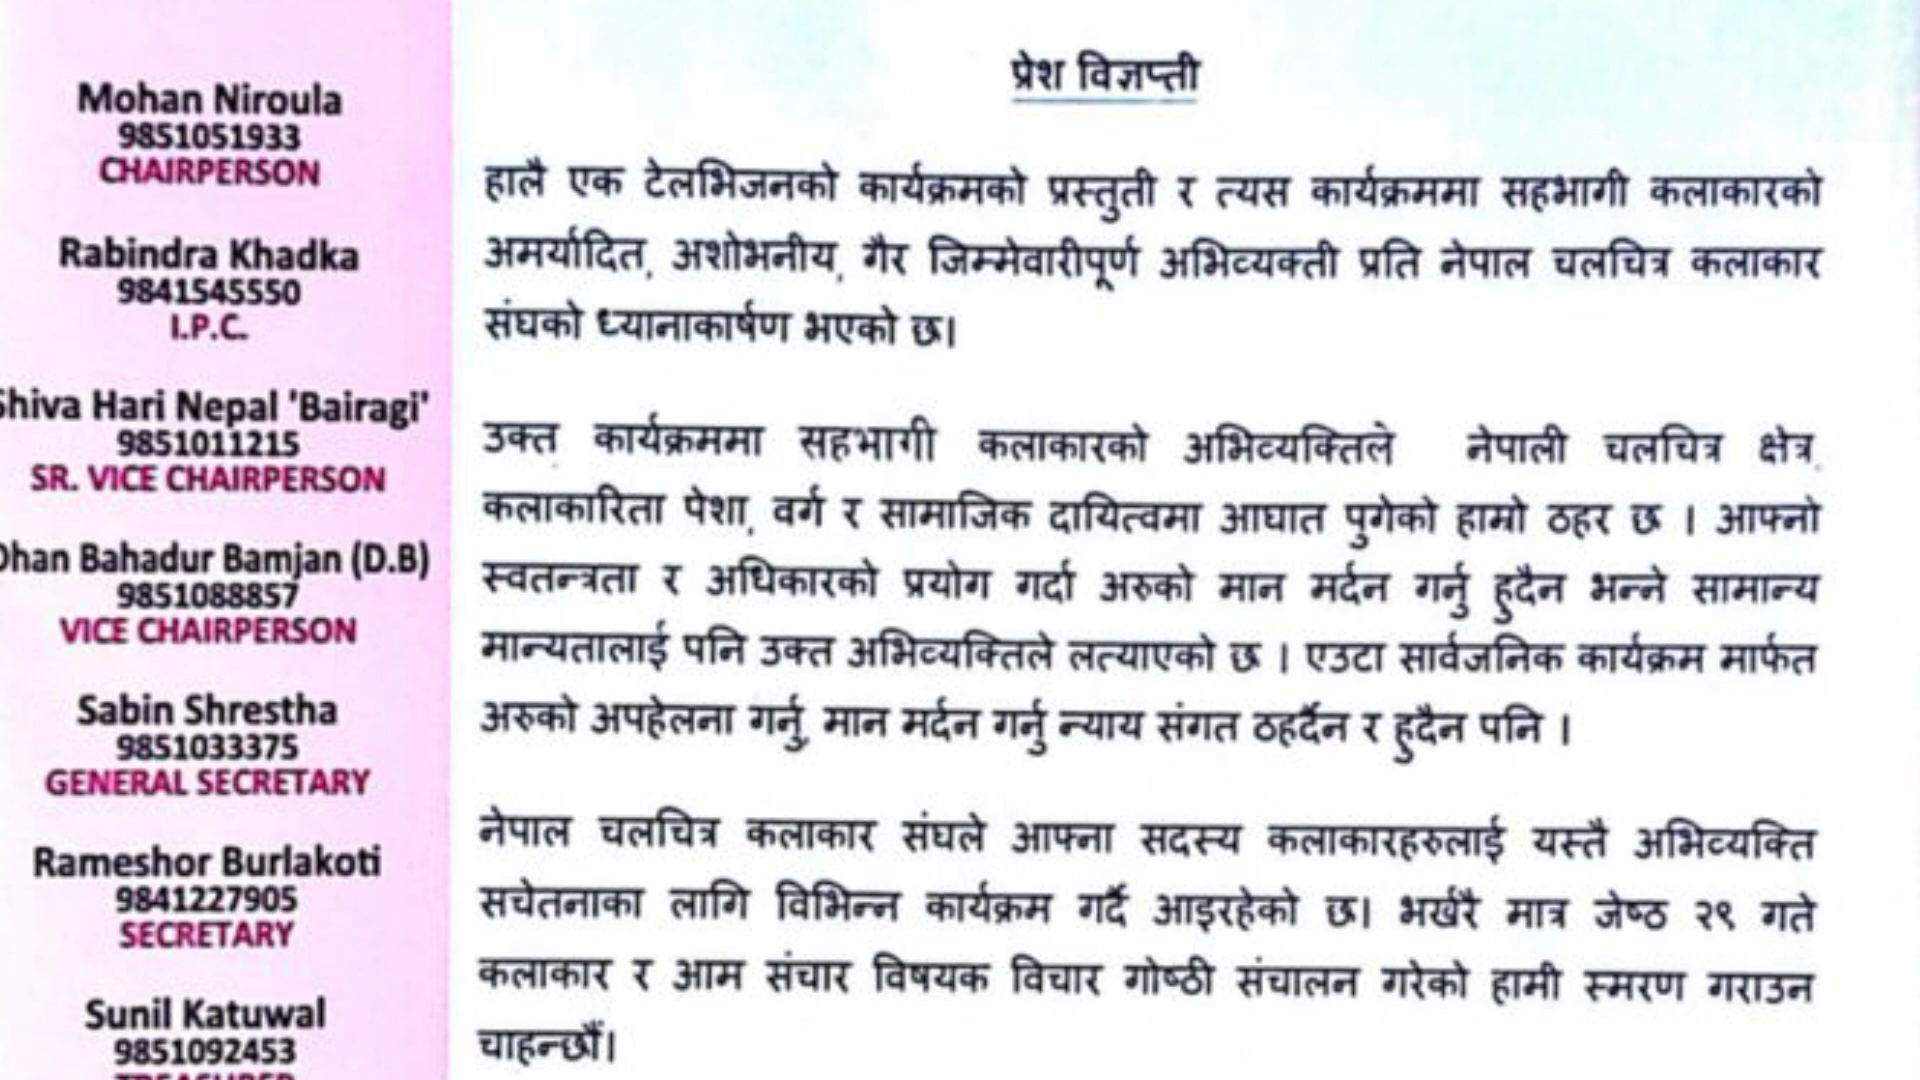 Mohan Niroula
9851051933
CHAIRPERSON
Rabindra Khadka
9841545550
I.P.C.
Shiva Hari Nepal 'Bairagi'
9851011215
SR. VICE CHAIRPERSON
Dhan Bahadur Bamjan (D.B)
9851088857
VICE CHAIRPERSON
Sabin Shrestha
9851033375
GENERAL SECRETARY
Rameshor Burlakoti
9841227905
SECRETARY
Sunil Katuwal
9851092453
TREASURER
प्रेश विज्ञप्ती
हालै एक टेलभिजनको कार्यक्रमको प्रस्तुती र त्यस कार्यक्रममा सहभागी कलाकारको
अमर्यादित, अशोभनीय, गैर जिम्मेवारीपूर्ण अभिव्यक्ती प्रति नेपाल चलचित्र कलाकार
संघको ध्यानाकार्षण भएको छ।
उक्त कार्यक्रममा सहभागी कलाकारको अभिव्यक्तिले नेपाली चलचित्र क्षेत्र,
कलाकारिता पेशा, वर्ग र सामाजिक दायित्वमा आघात पुगेको हाम्रो ठहर छ । आफ्नो
स्वतन्त्रता र अधिकारको प्रयोग गर्दा अरुको मान मर्दन गर्नु हुदैन भन्ने सामान्य
मान्यतालाई पनि उक्त अभिव्यक्तिले लत्याएको छ । एउटा सार्वजनिक कार्यक्रम मार्फत
अरुको अपहेलना गर्नु, मान मर्दन गर्नु न्याय संगत ठहर्दैन र हुदैन पनि ।
नेपाल चलचित्र कलाकार संघले आफ्ना सदस्य कलाकारहरुलाई यस्तै अभिव्यक्ति
सचेतनाका लागि विभिन्न कार्यक्रम गर्दै आइरहेको छ। भर्खरै मात्र जेष्ठ २९ गते
कलाकार र आम संचार विषयक विचार गोष्ठी संचालन गरेको हामी स्मरण गराउन
चाहन्छौं।